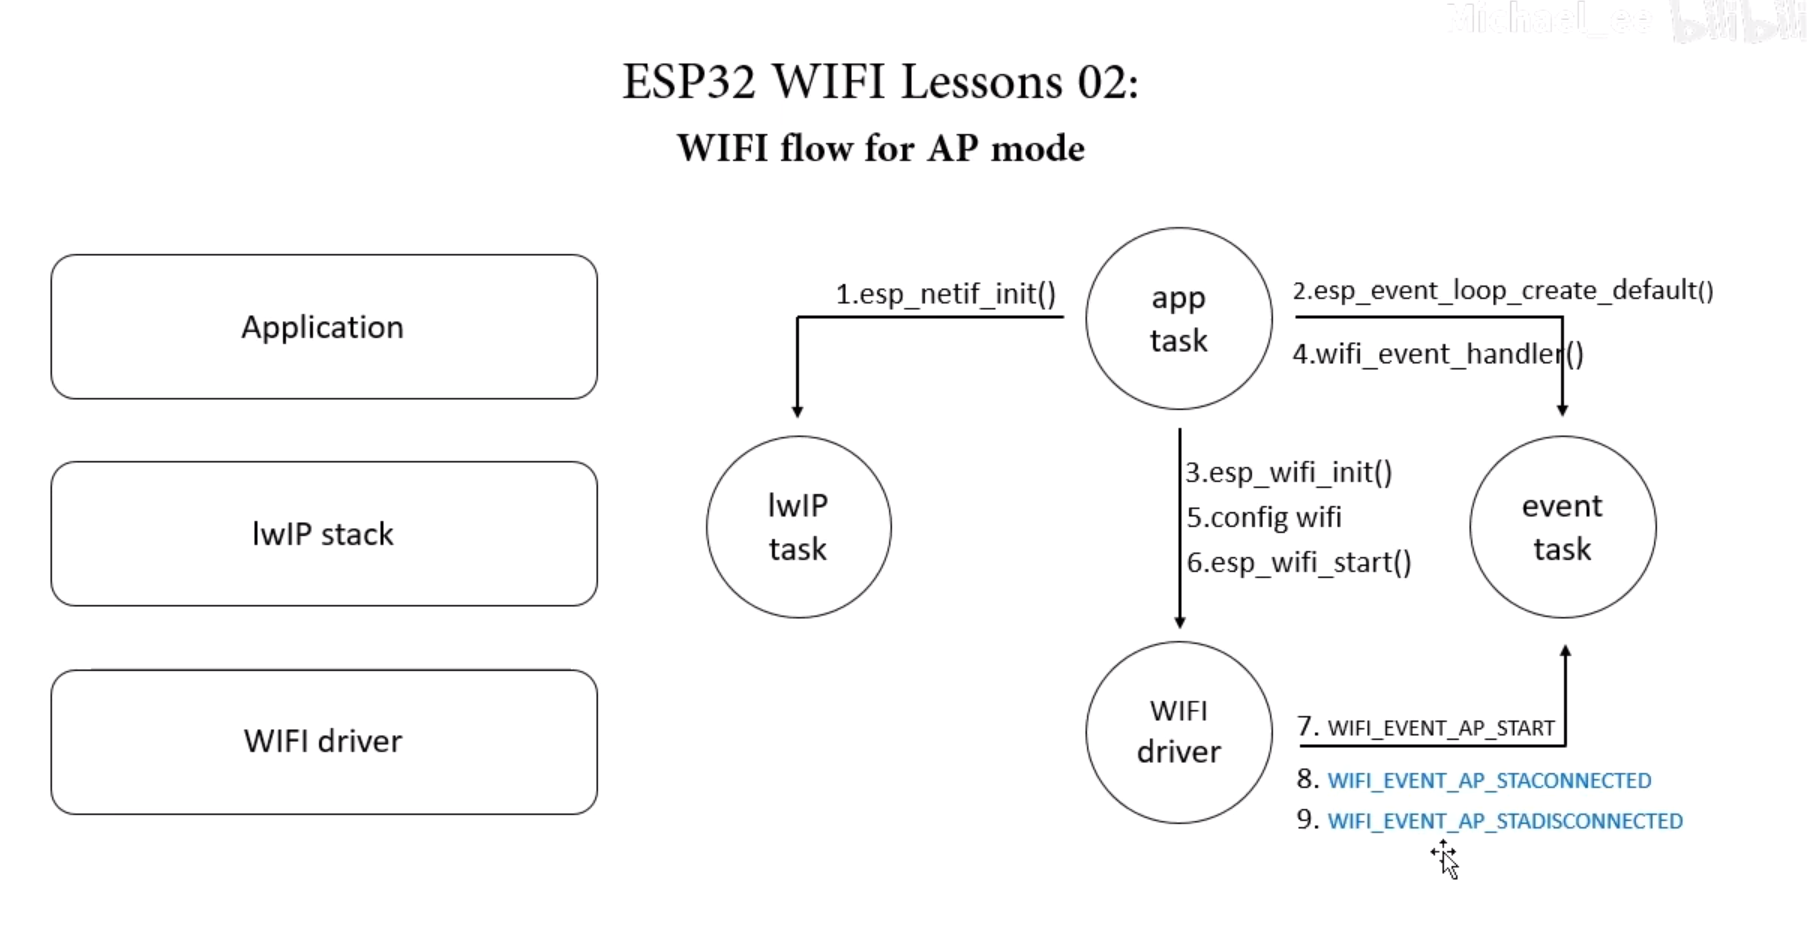 Michael_ee bilibili
ESP32 WIFI Lessons 02:
WIFI flow for AP mode
Application
lwIP stack
WIFI driver
1.esp_netif_init()
app
task
2.esp_event_loop_create_default()
4.wifi_event_handler()
lwIP
task
3.esp_wifi_init()
5.config wifi
6.esp_wifi_start()
event
task
WIFI
driver
7. WIFI_EVENT_AP_START
8. WIFI_EVENT_AP_STACONNECTED
9. WIFI_EVENT_AP_STADISCONNECTED